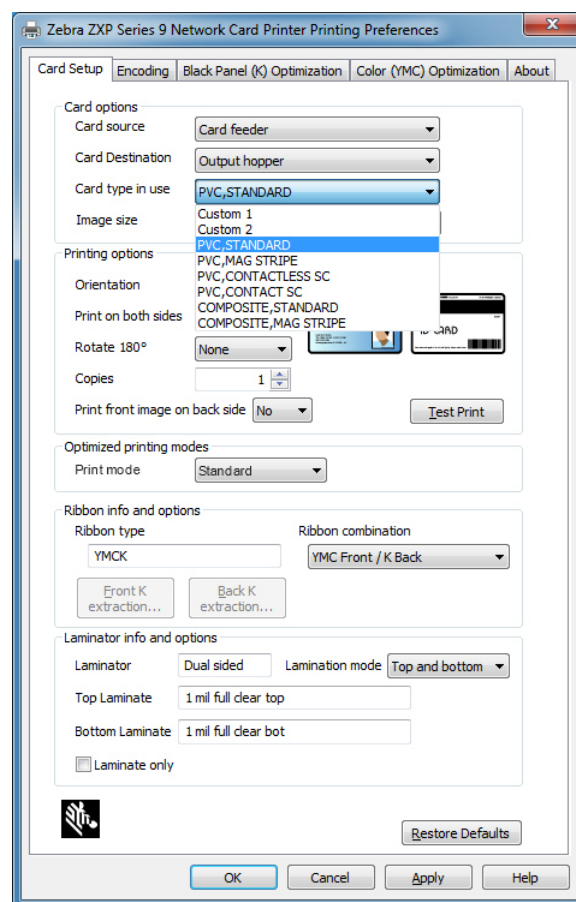 Zebra ZXP Series 9 Network Card Printer Printing Preferences
Card Setup Encoding Black Panel (K) Optimization Color (YMC) Optimization About
Card options
Card source Card feeder
Card Destination Output hopper
Card type in use PVC,STANDARD
Custom 1
Image size
Custom 2
PVC,STANDARD
Printing options
PVC,MAG STRIPE
PVC,CONTACTLESS SC
Orientation
PVC,CONTACT SC
COMPOSITE,STANDARD
Print on both sides
COMPOSITE,MAG STRIPE
Rotate 180° None
Copies 1
Print front image on back side No Test Print
Optimized printing modes
Print mode Standard
Ribbon info and options
Ribbon type Ribbon combination
YMCK YMC Front / K Back
Front K extraction... Back K extraction...
Laminator info and options
Laminator Dual sided Lamination mode Top and bottom
Top Laminate 1 mil full clear top
Bottom Laminate 1 mil full clear bot
Laminate only
Restore Defaults
OK Cancel Apply Help